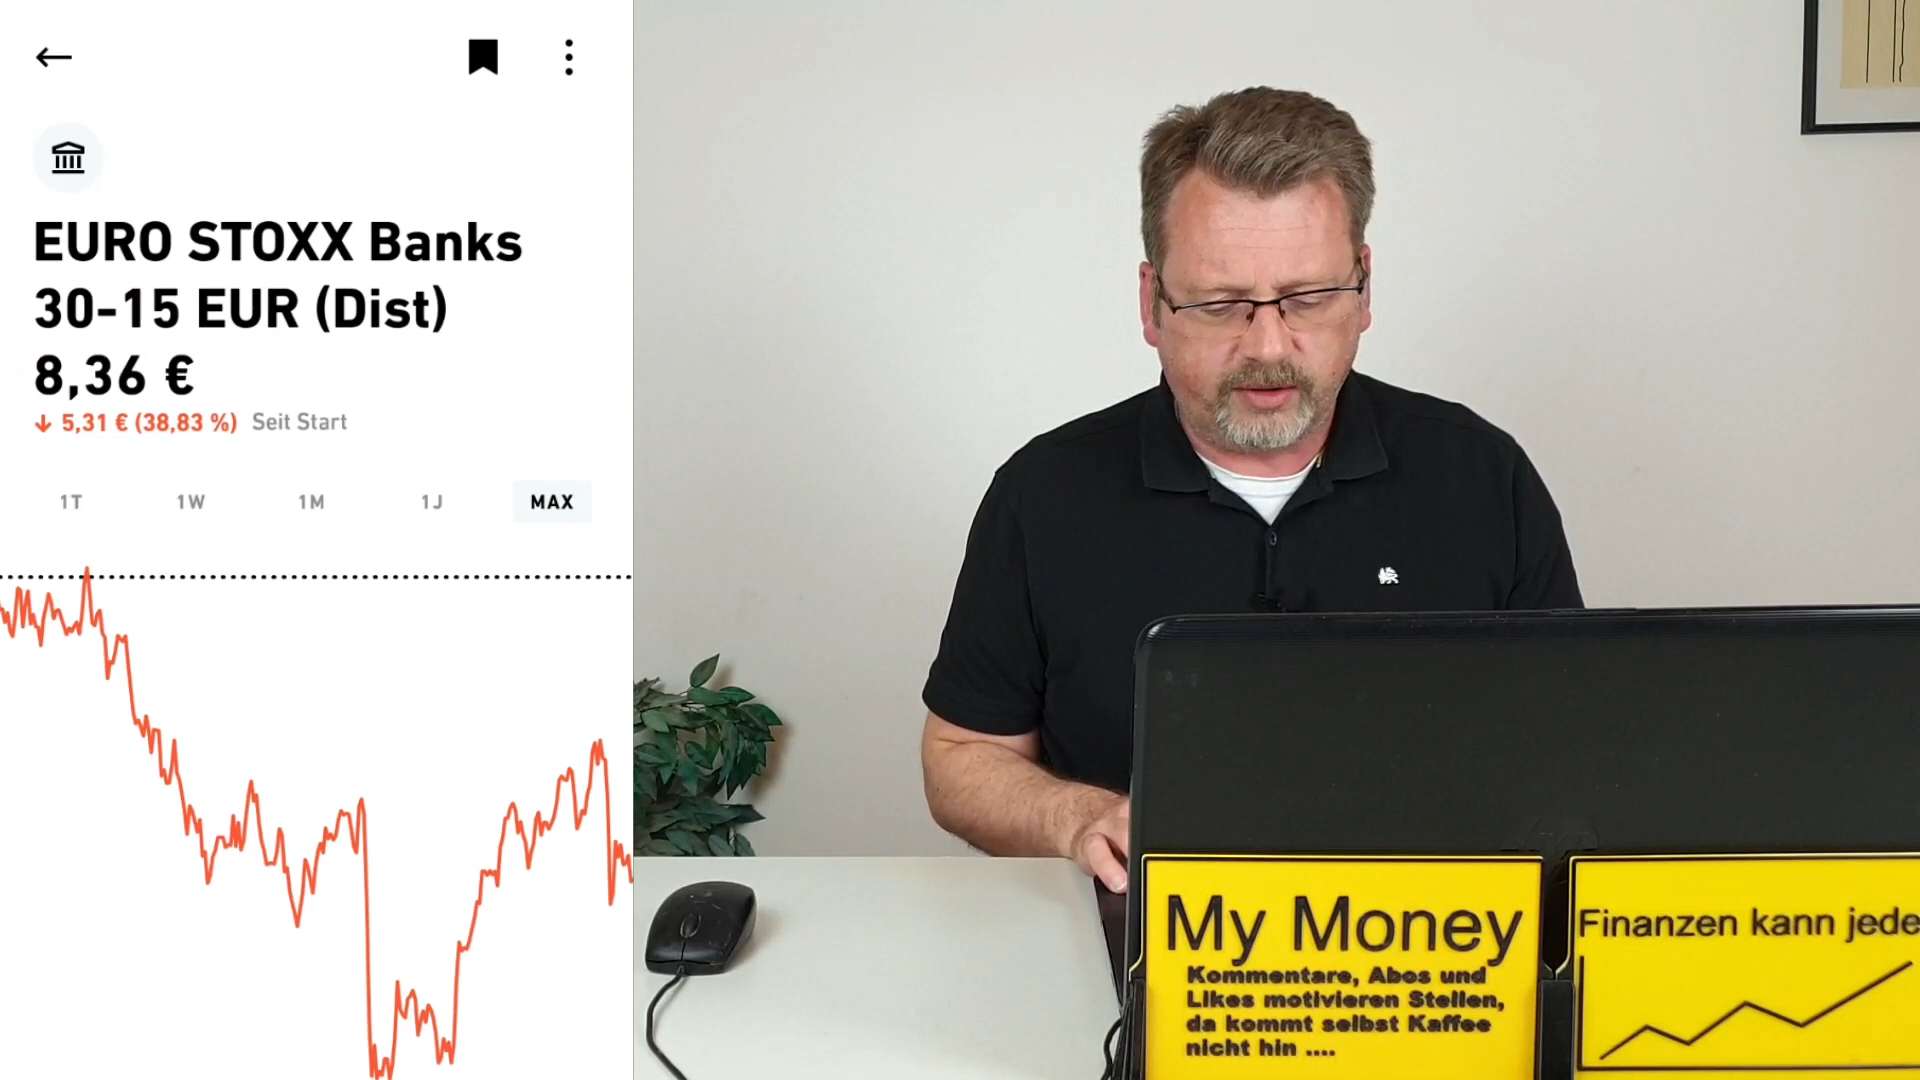 EURO STOXX Banks
30-15 EUR (Dist)
8,36 €
↓ 5,31 € (38,83 %) Seit Start
1T 1W 1M 1J MAX
My Money
Kommentare, Abos und
Likes motivieren Stellen,
da kommt selbst Kaffee
nicht hin ....
Finanzen kann jede